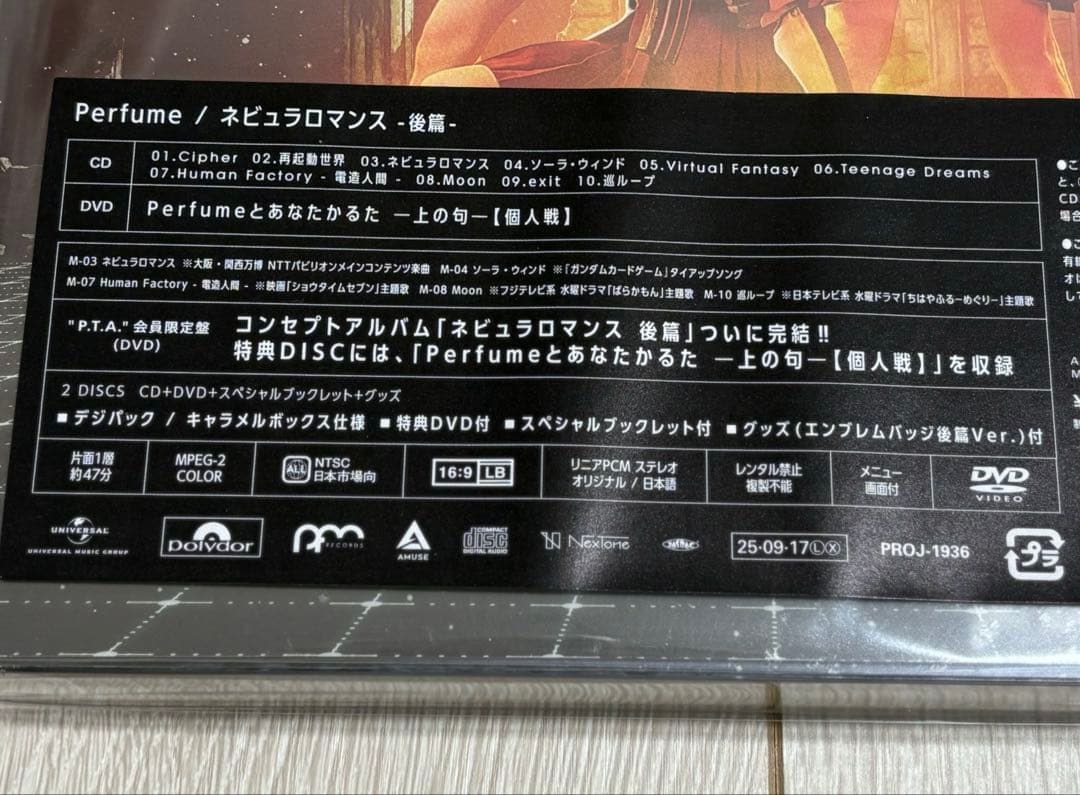 Perfume / ネビュラロマンス -後篇-
CD
01.Cipher 02.再起動世界 03.ネビュラロマンス 04.ソーラ・ウィンド 05.Virtual Fantasy 06.Teenage Dreams
07.Human Factory - 電造人間 - 08.Moon 09.exit 10.巡ループ
DVD
Perfumeとあなたかるた ―上の句―【個人戦】
M-03 ネビュラロマンス ※大阪・関西万博 NTTパビリオンメインコンテンツ楽曲 M-04 ソーラ・ウィンド ※「ガンダムカードゲーム」タイアップソング
M-07 Human Factory - 電造人間 - ※映画「ショウタイムセブン」主題歌 M-08 Moon ※フジテレビ系 水曜ドラマ「ばらかもん」主題歌 M-10 巡ループ ※日本テレビ系 水曜ドラマ「ちはやふるーめぐりー」主題歌
"P.T.A."会員限定盤
(DVD)
コンセプトアルバム「ネビュラロマンス 後篇」ついに完結!!
特典DISCには、「Perfumeとあなたかるた ―上の句―【個人戦】」を収録
2 DISCS CD+DVD+スペシャルブックレット+グッズ
■ デジパック / キャラメルボックス仕様 ■ 特典DVD付 ■ スペシャルブックレット付 ■ グッズ(エンブレムバッジ後篇Ver.)付
片面1層
約47分
MPEG-2
COLOR
ALL
NTSC
日本市場向
16:9 LB
リニアPCM ステレオ
オリジナル / 日本語
レンタル禁止
複製不能
メニュー
画面付
DVD
VIDEO
UNIVERSAL
UNIVERSAL MUSIC GROUP
polydor
RECORDS
AMUSE
COMPACT
disc
DIGITAL AUDIO
NexTone
JASRAC
25・09・17ⓁⓍ
PROJ-1936
プラ
●こ
と、
CD
場合
●こ
有
オ
して
A
M